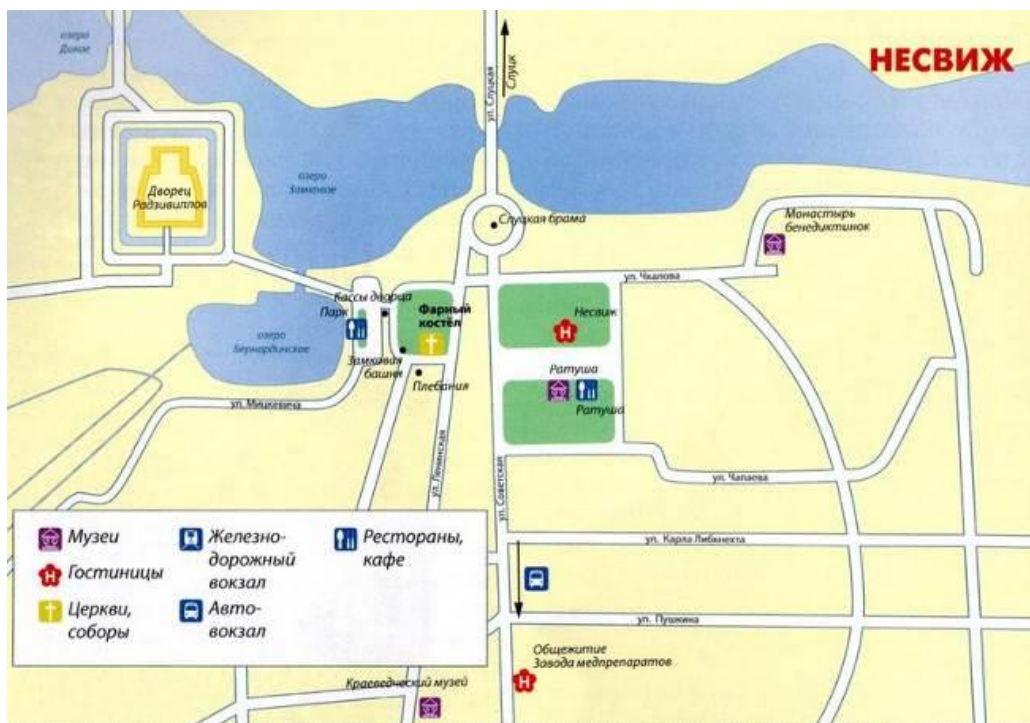 НЕСВИЖ
озеро
Дикое
ул. Слуцкая
Слуцк
Дворец
Радзивиллов
озеро
Замковое
Слуцкая брама
Монастырь
бенедиктинок
ул. Чкалова
Кассы дворца
Парк
Фарный
костёл
Несвиж
H
озеро
Бернардинское
Замковая
башня
Плебания
Ратуша
Ратуша
ул. Мицкевича
ул. Ленинская
ул. Советская
ул. Чапаева
ул. Карла Либкнехта
ул. Пушкина
Общежитие
Завода медпрепаратов
H
Краеведческий музей
Музеи
H
Гостиницы
Церкви,
соборы
Железно-
дорожный
вокзал
Авто-
вокзал
Рестораны,
кафе